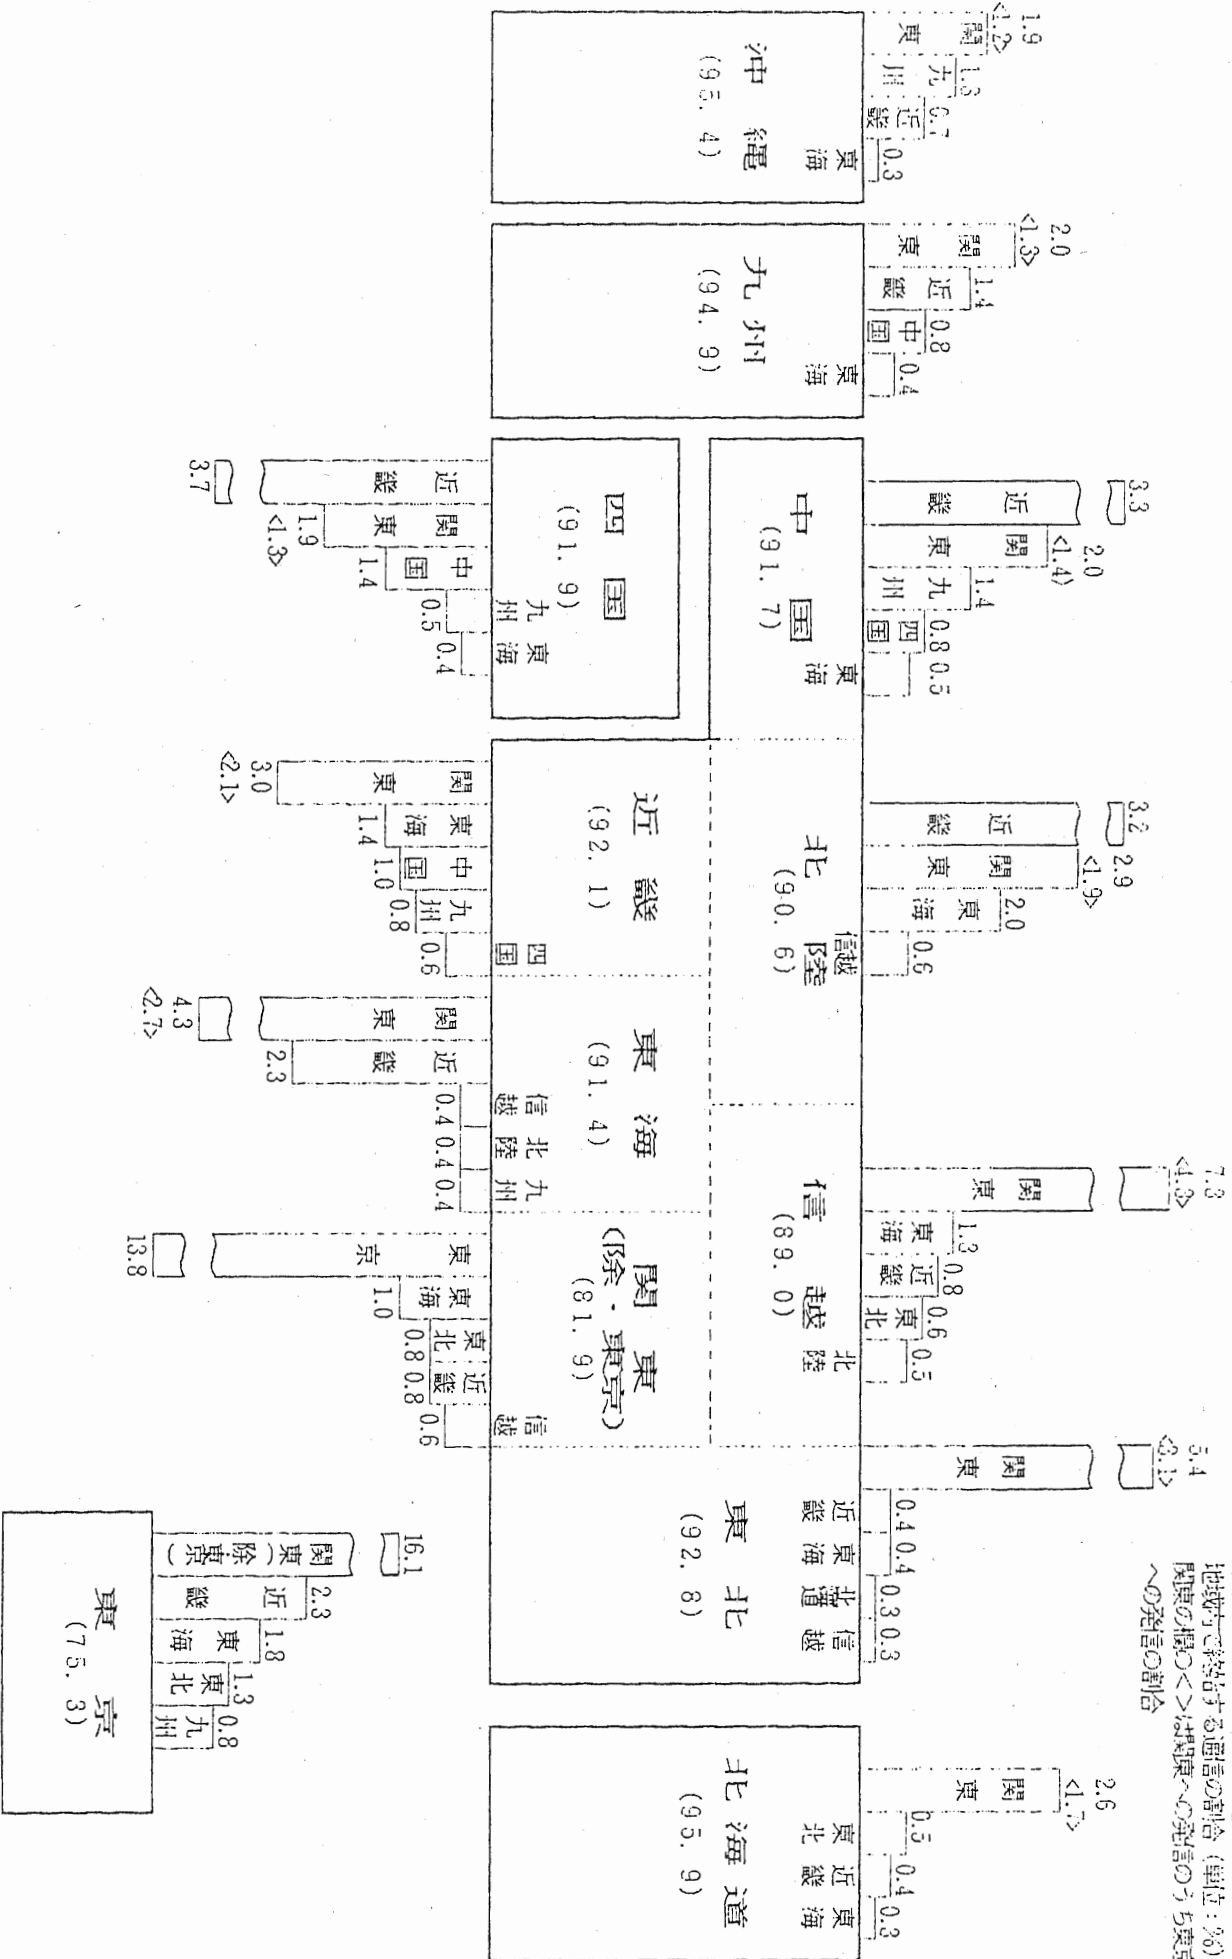 地域内で終始する通信の割合（単位：%）
関東の欄の<>は関東への発信のうち東京
への発信の割合
北海道
(95. 9)
関東
2.6
<1.7>
東北
0.5
近畿
0.4
東海
0.3
東北
(92. 8)
関東
5.4
<3.1>
近畿
0.4
東海
0.4
北海道
0.3
信越
0.3
信越
(89. 0)
関東
7.3
<4.3>
東海
1.3
近畿
0.8
東北
0.6
北陸
0.5
北陸
(90. 6)
近畿
3.2
関東
2.9
<1.9>
東海
2.0
信越
0.6
中国
(91. 7)
近畿
3.3
関東
2.0
<1.4>
九州
1.4
四国
0.8
東海
0.5
九州
(94. 9)
関東
2.0
<1.3>
近畿
1.4
中国
0.8
東海
0.4
沖縄
関東
1.9
<1.2>
九州
1.3
近畿
0.7
東海
0.3
四国
(91. 9)
近畿
3.7
関東
1.9
<1.3>
中国
1.4
九州
0.5
東海
0.4
近畿
(92. 1)
関東
3.0
<2.1>
東海
1.4
中国
1.0
九州
0.8
四国
0.6
東海
(91. 4)
関東
4.3
<2.7>
近畿
2.3
信越
0.4
北陸
0.4
九州
0.4
関東
(除・東京)
(81. 9)
東京
13.8
東海
1.0
東北
0.8
近畿
0.8
信越
0.6
東京
(75. 3)
関東(除東京)
16.1
近畿
2.3
東海
1.8
東北
1.3
九州
0.8